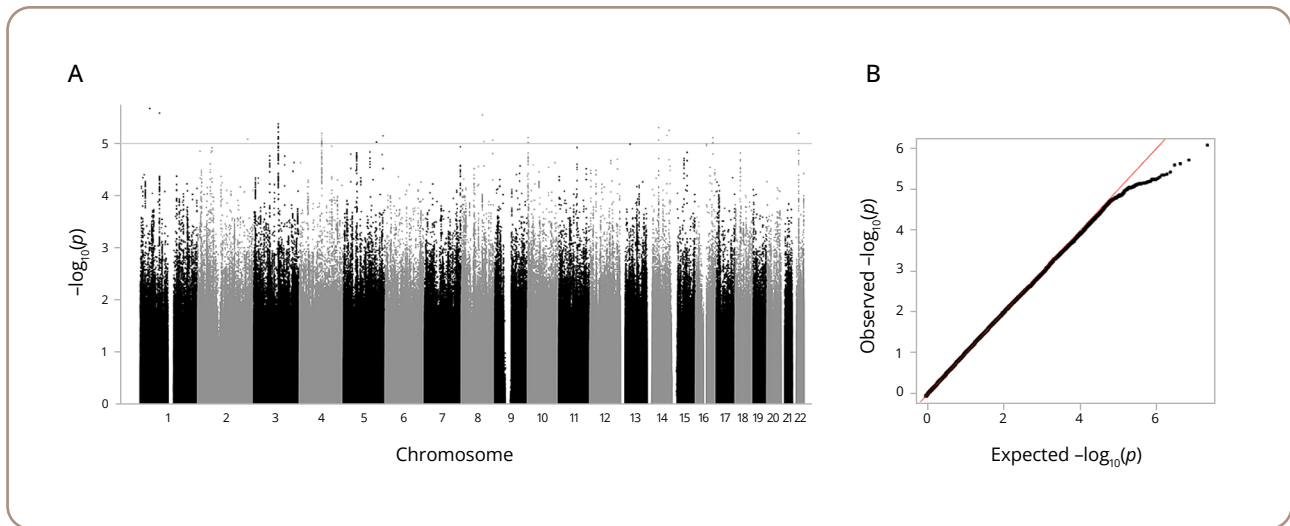 A
−log₁₀(p)
5
4
3
2
1
0
1 2 3 4 5 6 7 8 9 10 11 12 13 14 15 16 17 18 19 20 21 22
Chromosome
B
Observed −log₁₀(p)
6
5
4
3
2
1
0
0 2 4 6
Expected −log₁₀(p)